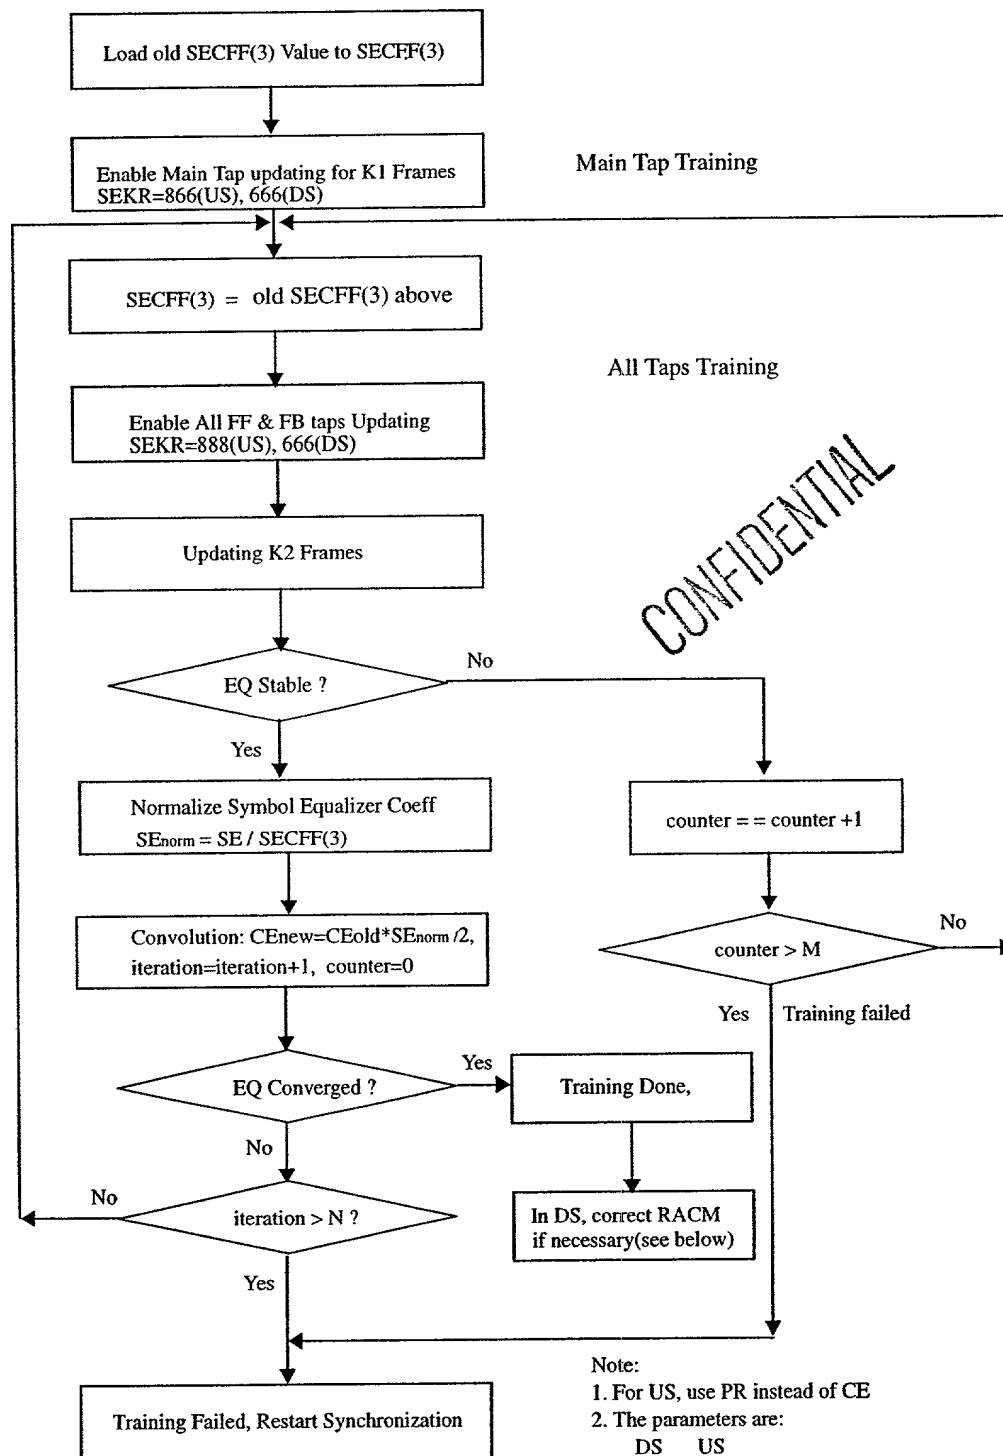 Load old SECFF(3) Value to SECFF(3)
Enable Main Tap updating for K1 Frames
SEKR=866(US), 666(DS)
Main Tap Training
SECFF(3) = old SECFF(3) above
All Taps Training
Enable All FF & FB taps Updating
SEKR=888(US), 666(DS)
Updating K2 Frames
CONFIDENTIAL
EQ Stable ?
No
Yes
Normalize Symbol Equalizer Coeff
SEnorm = SE / SECFF(3)
counter = = counter +1
Convolution: CEnew=CEold*SEnorm /2,
iteration=iteration+1, counter=0
counter > M
No
Yes
Training failed
EQ Converged ?
Yes
Training Done,
No
iteration > N ?
No
In DS, correct RACM
if necessary(see below)
Yes
Training Failed, Restart Synchronization
Note:
1. For US, use PR instead of CE
2. The parameters are:
DS US